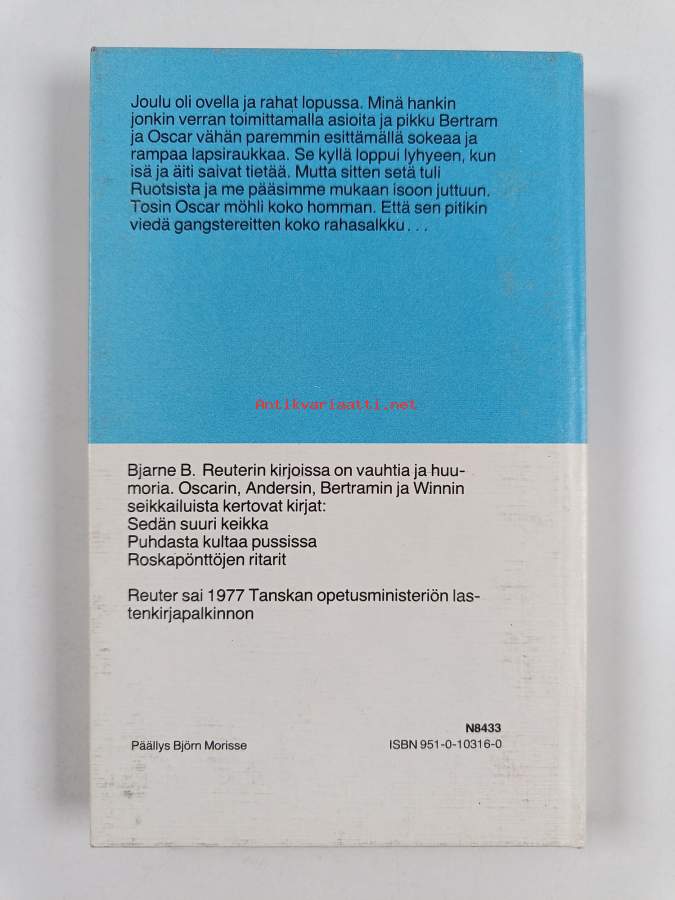 Joulu oli ovella ja rahat lopussa. Minä hankin
jonkin verran toimittamalla asioita ja pikku Bertram
ja Oscar vähän paremmin esittämällä sokeaa ja
rampaa lapsiraukkaa. Se kyllä loppui lyhyeen, kun
isä ja äiti saivat tietää. Mutta sitten setä tuli
Ruotsista ja me pääsimme mukaan isoon juttuun.
Tosin Oscar möhli koko homman. Että sen pitikin
viedä gangstereitten koko rahasalkku . . .
Antikvariaatti.net
Bjarne B. Reuterin kirjoissa on vauhtia ja huu-
moria. Oscarin, Andersin, Bertramin ja Winnin
seikkailuista kertovat kirjat:
Sedän suuri keikka
Puhdasta kultaa pussissa
Roskapönttöjen ritarit
Reuter sai 1977 Tanskan opetusministeriön las-
tenkirjapalkinnon
N8433
Päällys Björn Morisse ISBN 951-0-10316-0